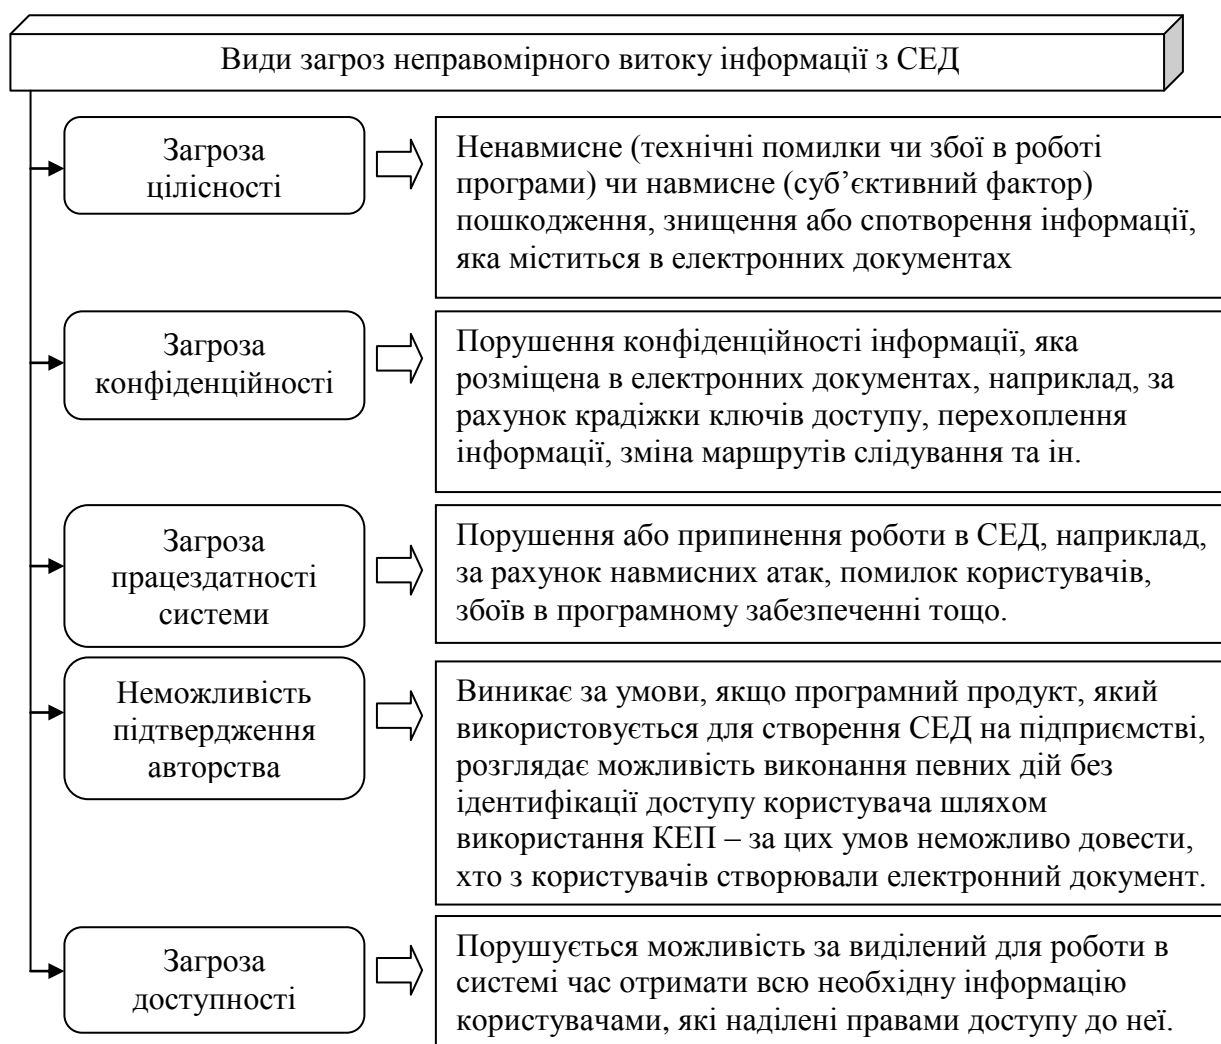 Види загроз неправомірного витоку інформації з СЕД
Загроза
цілісності
Ненавмисне (технічні помилки чи збої в роботі
програми) чи навмисне (суб’єктивний фактор)
пошкодження, знищення або спотворення інформації,
яка міститься в електронних документах
Загроза
конфіденційності
Порушення конфіденційності інформації, яка
розміщена в електронних документах, наприклад, за
рахунок крадіжки ключів доступу, перехоплення
інформації, зміна маршрутів слідування та ін.
Загроза
працездатності
системи
Порушення або припинення роботи в СЕД, наприклад,
за рахунок навмисних атак, помилок користувачів,
збоїв в програмному забезпеченні тощо.
Неможливість
підтвердження
авторства
Виникає за умови, якщо програмний продукт, який
використовується для створення СЕД на підприємстві,
розглядає можливість виконання певних дій без
ідентифікації доступу користувача шляхом
використання КЕП – за цих умов неможливо довести,
хто з користувачів створювали електронний документ.
Загроза
доступності
Порушується можливість за виділений для роботи в
системі час отримати всю необхідну інформацію
користувачами, які наділені правами доступу до неї.